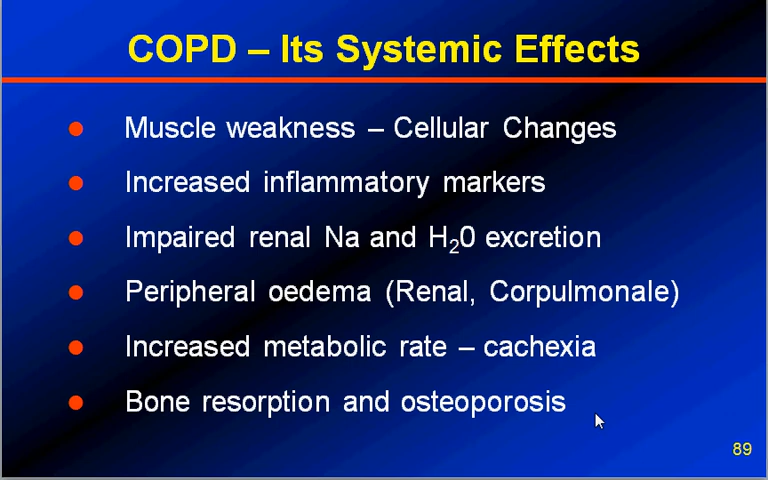 COPD – Its Systemic Effects
● Muscle weakness – Cellular Changes
● Increased inflammatory markers
● Impaired renal Na and H₂0 excretion
● Peripheral oedema (Renal, Corpulmonale)
● Increased metabolic rate – cachexia
● Bone resorption and osteoporosis
89